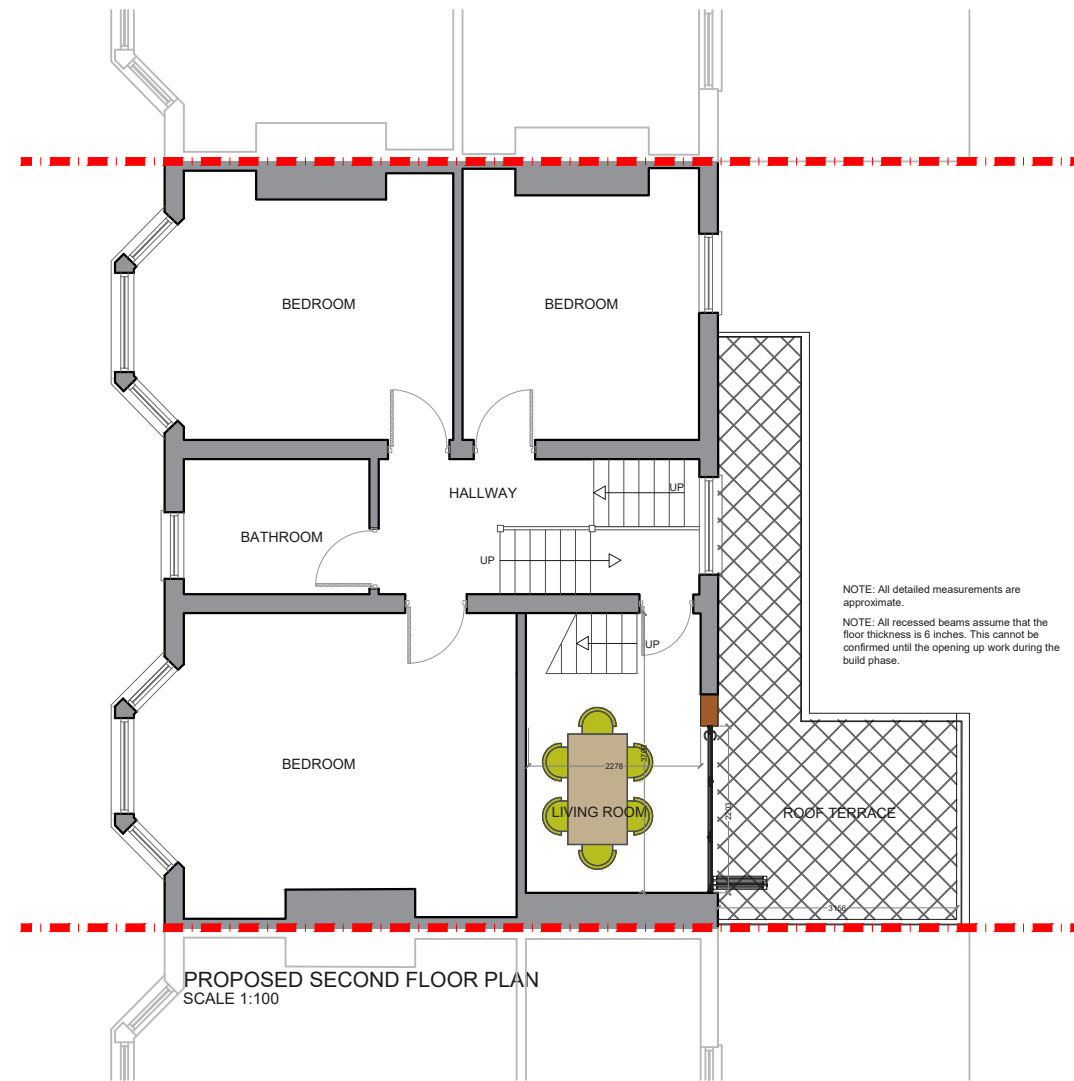 BEDROOM
BEDROOM
HALLWAY
UP
BATHROOM
UP
NOTE: All detailed measurements are
approximate.
NOTE: All recessed beams assume that the
floor thickness is 6 inches. This cannot be
confirmed until the opening up work during the
build phase.
UP
BEDROOM
2278
LIVING ROOM
2203
ROOF TERRACE
3156
PROPOSED SECOND FLOOR PLAN
SCALE 1:100